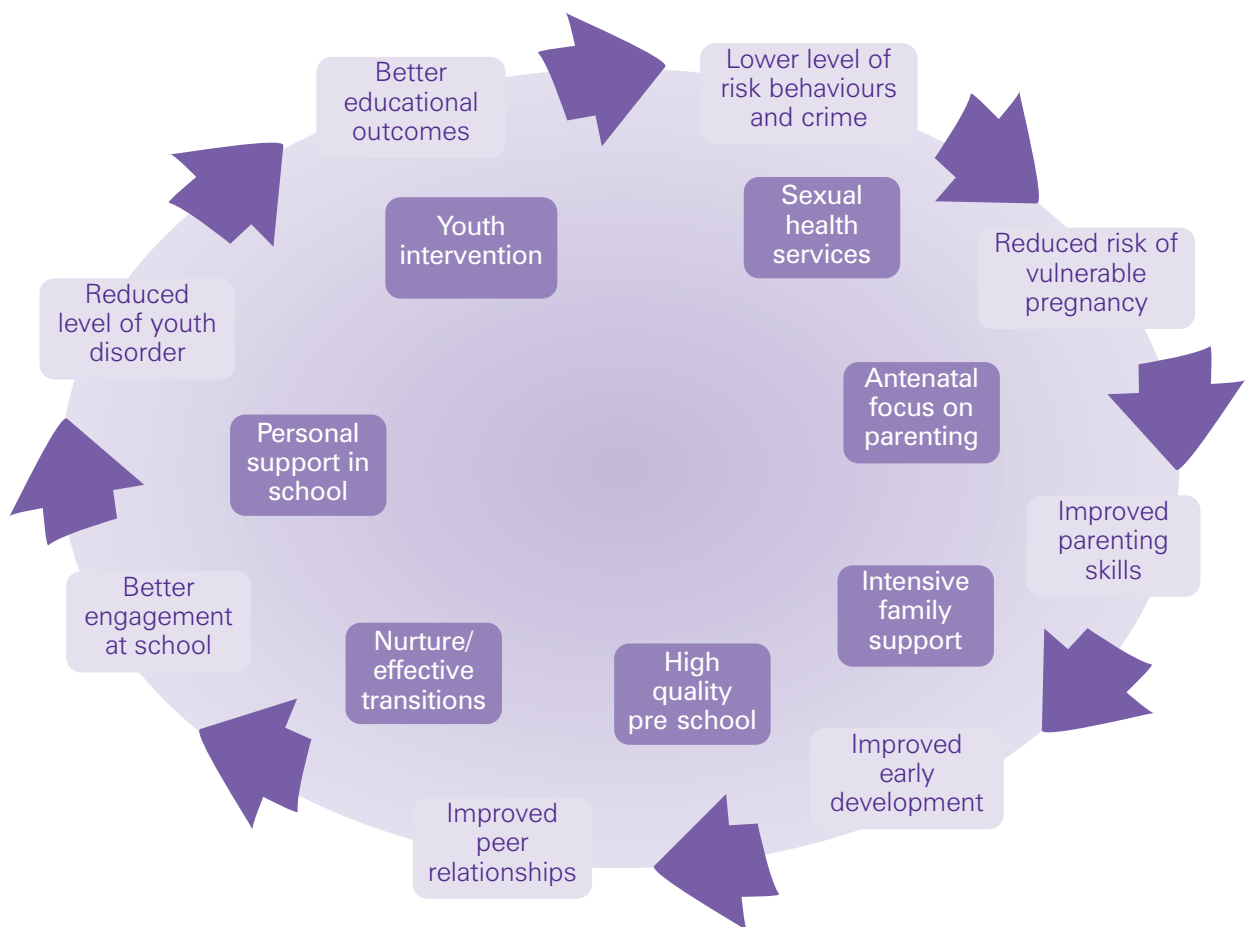 Better
educational
outcomes
Lower level of
risk behaviours
and crime
Youth
intervention
Sexual
health
services
Reduced risk of
vulnerable
pregnancy
Reduced
level of youth
disorder
Antenatal
focus on
parenting
Personal
support in
school
Improved
parenting
skills
Better
engagement
at school
Intensive
family
support
Nurture/
effective
transitions
High
quality
pre school
Improved
early
development
Improved
peer
relationships